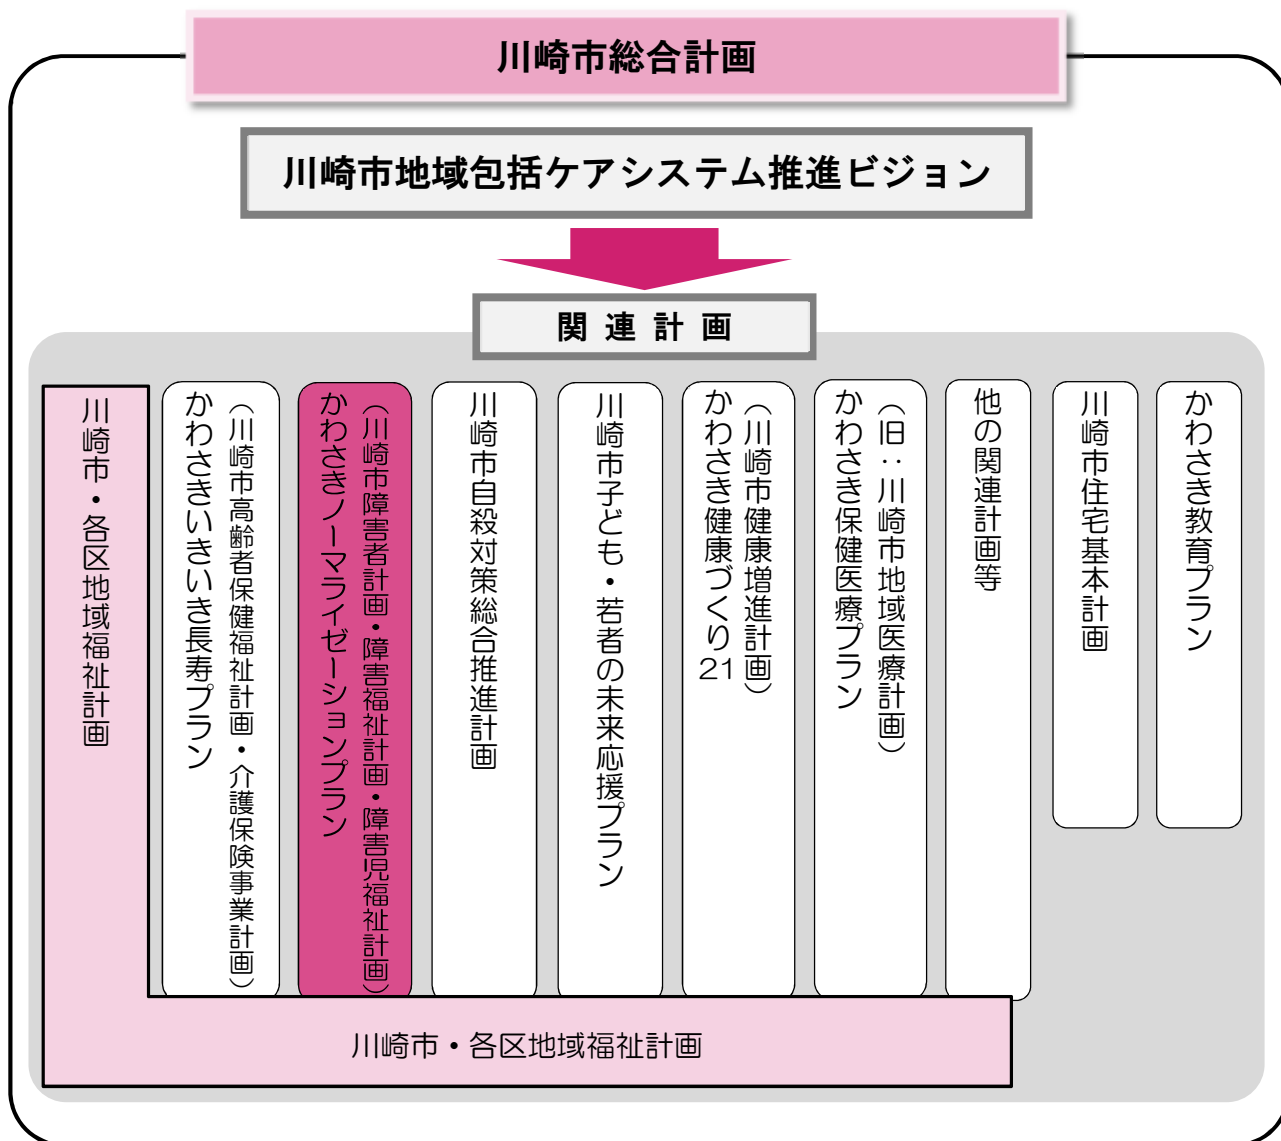 川崎市総合計画
川崎市地域包括ケアシステム推進ビジョン
関連計画
川崎市・各区地域福祉計画
(川崎市高齢者保健福祉計画・介護保険事業計画)
かわさきいきいき長寿プラン
(川崎市障害者計画・障害福祉計画・障害児福祉計画)
かわさきノーマライゼーションプラン
川崎市自殺対策総合推進計画
川崎市子ども・若者の未来応援プラン
(川崎市健康増進計画)
かわさき健康づくり21
(旧:川崎市地域医療計画)
かわさき保健医療プラン
他の関連計画等
川崎市住宅基本計画
かわさき教育プラン
川崎市・各区地域福祉計画